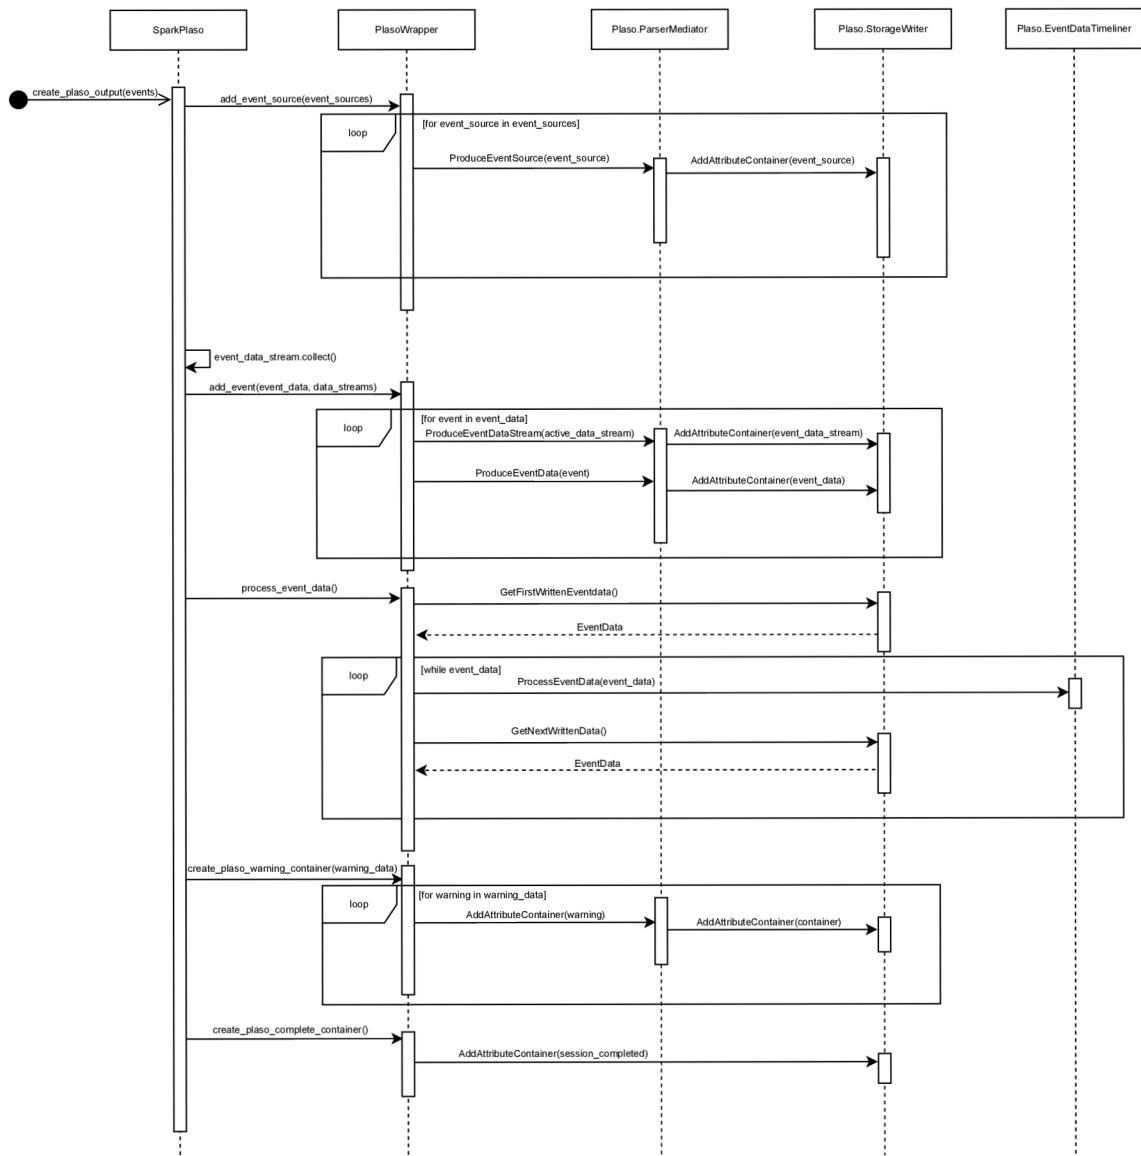 SparkPlaso
PlasoWrapper
Plaso.ParserMediator
Plaso.StorageWriter
Plaso.EventDataTimeliner
create_plaso_output(events)
add_event_source(event_sources)
loop
[for event_source in event_sources]
ProduceEventSource(event_source)
AddAttributeContainer(event_source)
event_data_stream.collect()
add_event(event_data, data_streams)
loop
[for event in event_data]
ProduceEventDataStream(active_data_stream)
AddAttributeContainer(event_data_stream)
ProduceEventData(event)
AddAttributeContainer(event_data)
process_event_data()
GetFirstWrittenEventdata()
EventData
loop
[while event_data]
ProcessEventData(event_data)
GetNextWrittenData()
EventData
create_plaso_warning_container(warning_data)
loop
[for warning in warning_data]
AddAttributeContainer(warning)
AddAttributeContainer(container)
create_plaso_complete_container()
AddAttributeContainer(session_completed)